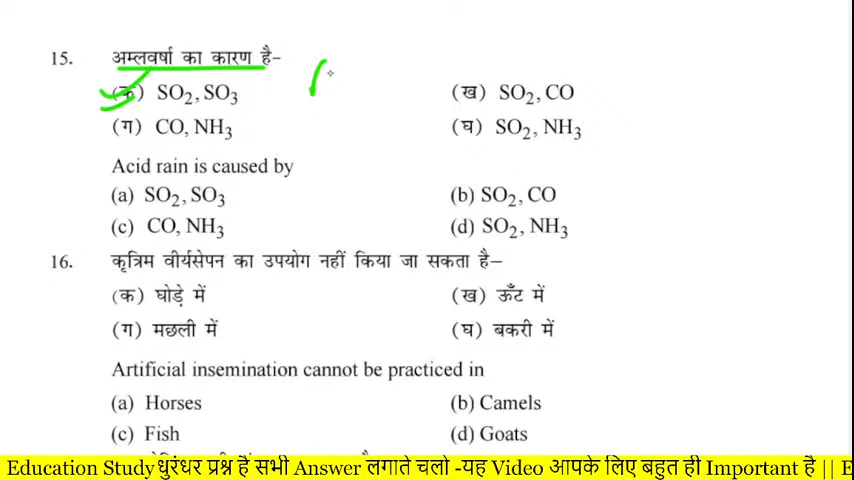 15. अम्लवर्षा का कारण है–
(क) SO₂, SO₃ (ख) SO₂, CO
(ग) CO, NH₃ (घ) SO₂, NH₃
Acid rain is caused by
(a) SO₂, SO₃ (b) SO₂, CO
(c) CO, NH₃ (d) SO₂, NH₃
16. कृत्रिम वीर्यसेपन का उपयोग नहीं किया जा सकता है–
(क) घोड़े में (ख) ऊँट में
(ग) मछली में (घ) बकरी में
Artificial insemination cannot be practiced in
(a) Horses (b) Camels
(c) Fish (d) Goats
Education Studyधुरंधर प्रश्न है सभी Answer लगाते चलो -यह Video आपके लिए बहुत ही Important है || E